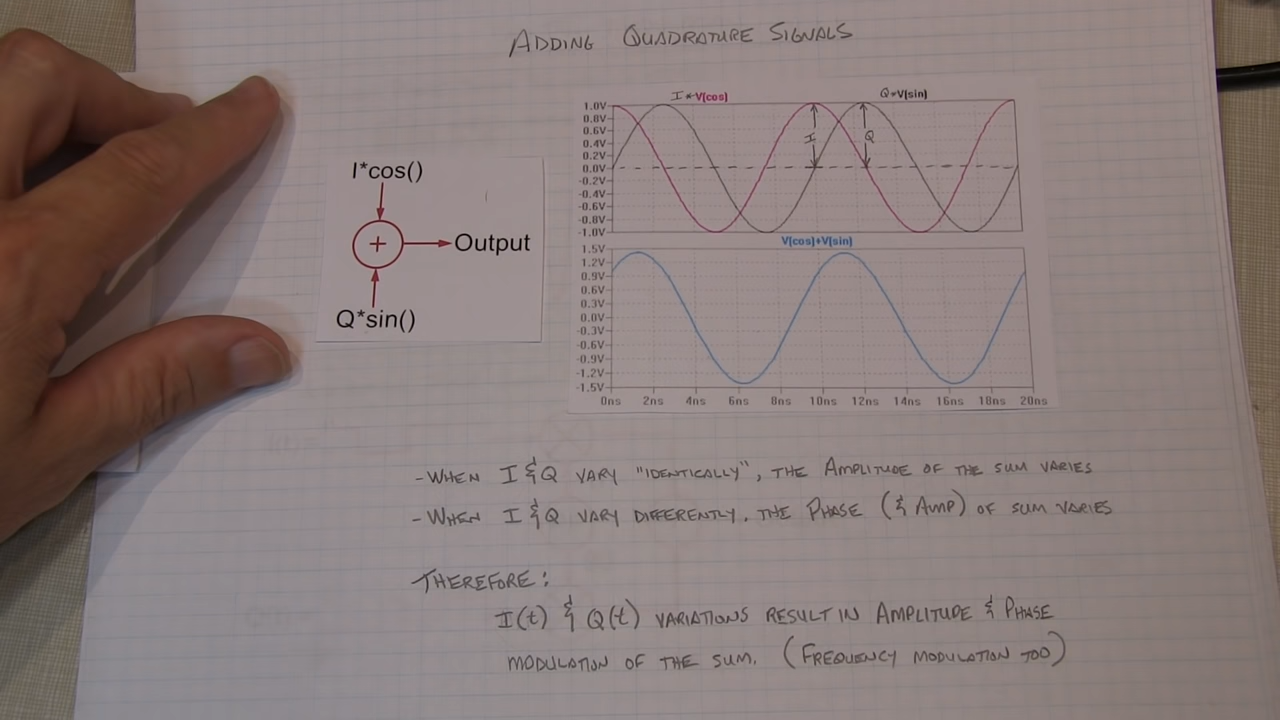 ADDING QUADRATURE SIGNALS
I*cos()
+
Output
Q*sin()
I*V(cos)
Q*V(sin)
1.0V
0.8V
0.6V
0.4V
0.2V
0.0V
-0.2V
-0.4V
-0.6V
-0.8V
-1.0V
I
Q
V(cos)+V(sin)
1.5V
1.2V
0.9V
0.6V
0.3V
0.0V
-0.3V
-0.6V
-0.9V
-1.2V
-1.5V
0ns 2ns 4ns 6ns 8ns 10ns 12ns 14ns 16ns 18ns 20ns
- WHEN I & Q VARY "IDENTICALLY", THE AMPLITUDE OF THE SUM VARIES
- WHEN I & Q VARY DIFFERENTLY, THE PHASE (& AMP) OF SUM VARIES
THEREFORE:
I(t) & Q(t) VARIATIONS RESULT IN AMPLITUDE & PHASE
MODULATION OF THE SUM. (FREQUENCY MODULATION TOO)